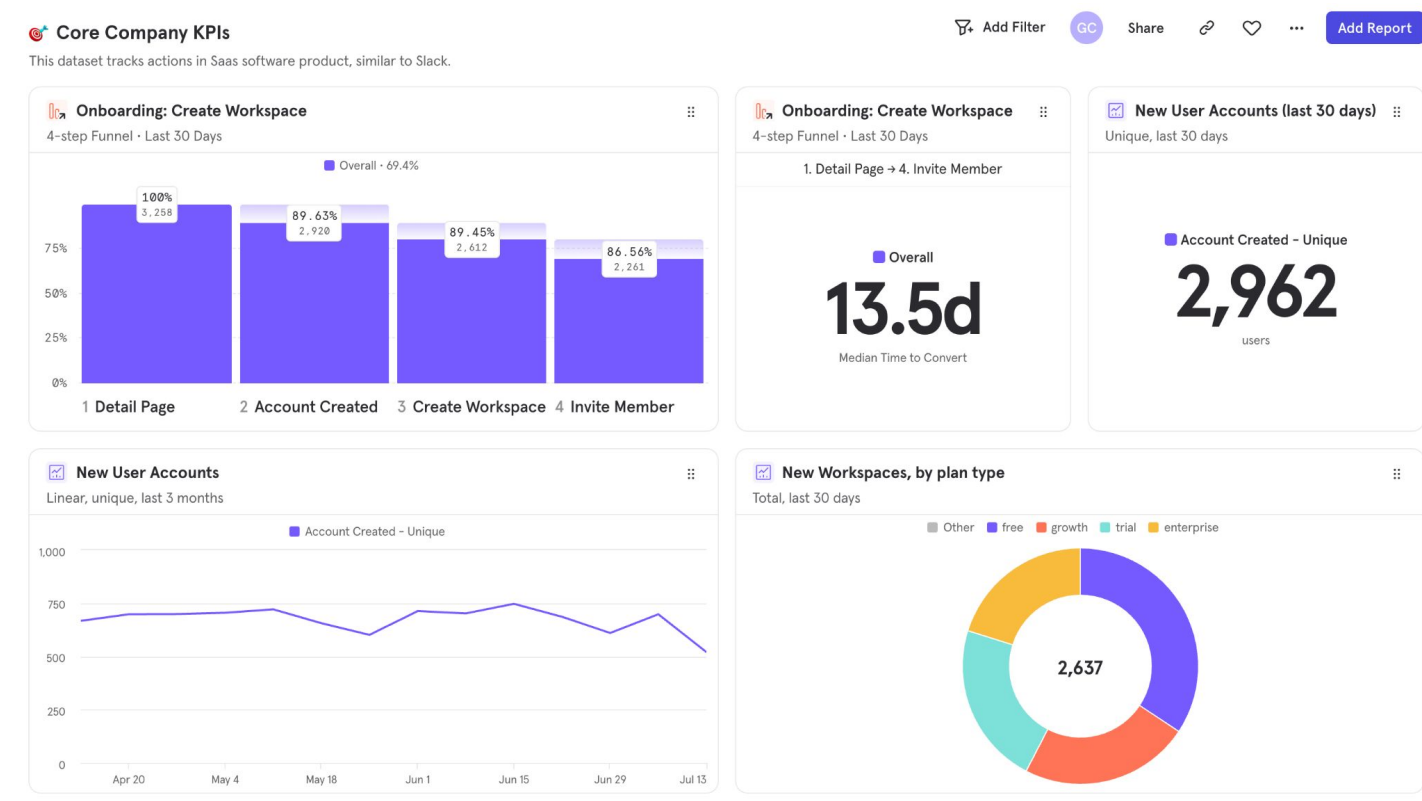 Core Company KPIs
Add Filter
GC
Share
Add Report
This dataset tracks actions in Saas software product, similar to Slack.
Onboarding: Create Workspace
4-step Funnel · Last 30 Days
Overall · 69.4%
100%
3,258
89.63%
2,920
89.45%
2,612
86.56%
2,261
75%
50%
25%
0%
1 Detail Page
2 Account Created
3 Create Workspace
4 Invite Member
Onboarding: Create Workspace
4-step Funnel · Last 30 Days
1. Detail Page → 4. Invite Member
Overall
13.5d
Median Time to Convert
New User Accounts (last 30 days)
Unique, last 30 days
Account Created - Unique
2,962
users
New User Accounts
Linear, unique, last 3 months
Account Created - Unique
1,000
750
500
250
0
Apr 20
May 4
May 18
Jun 1
Jun 15
Jun 29
Jul 13
New Workspaces, by plan type
Total, last 30 days
Other
free
growth
trial
enterprise
2,637